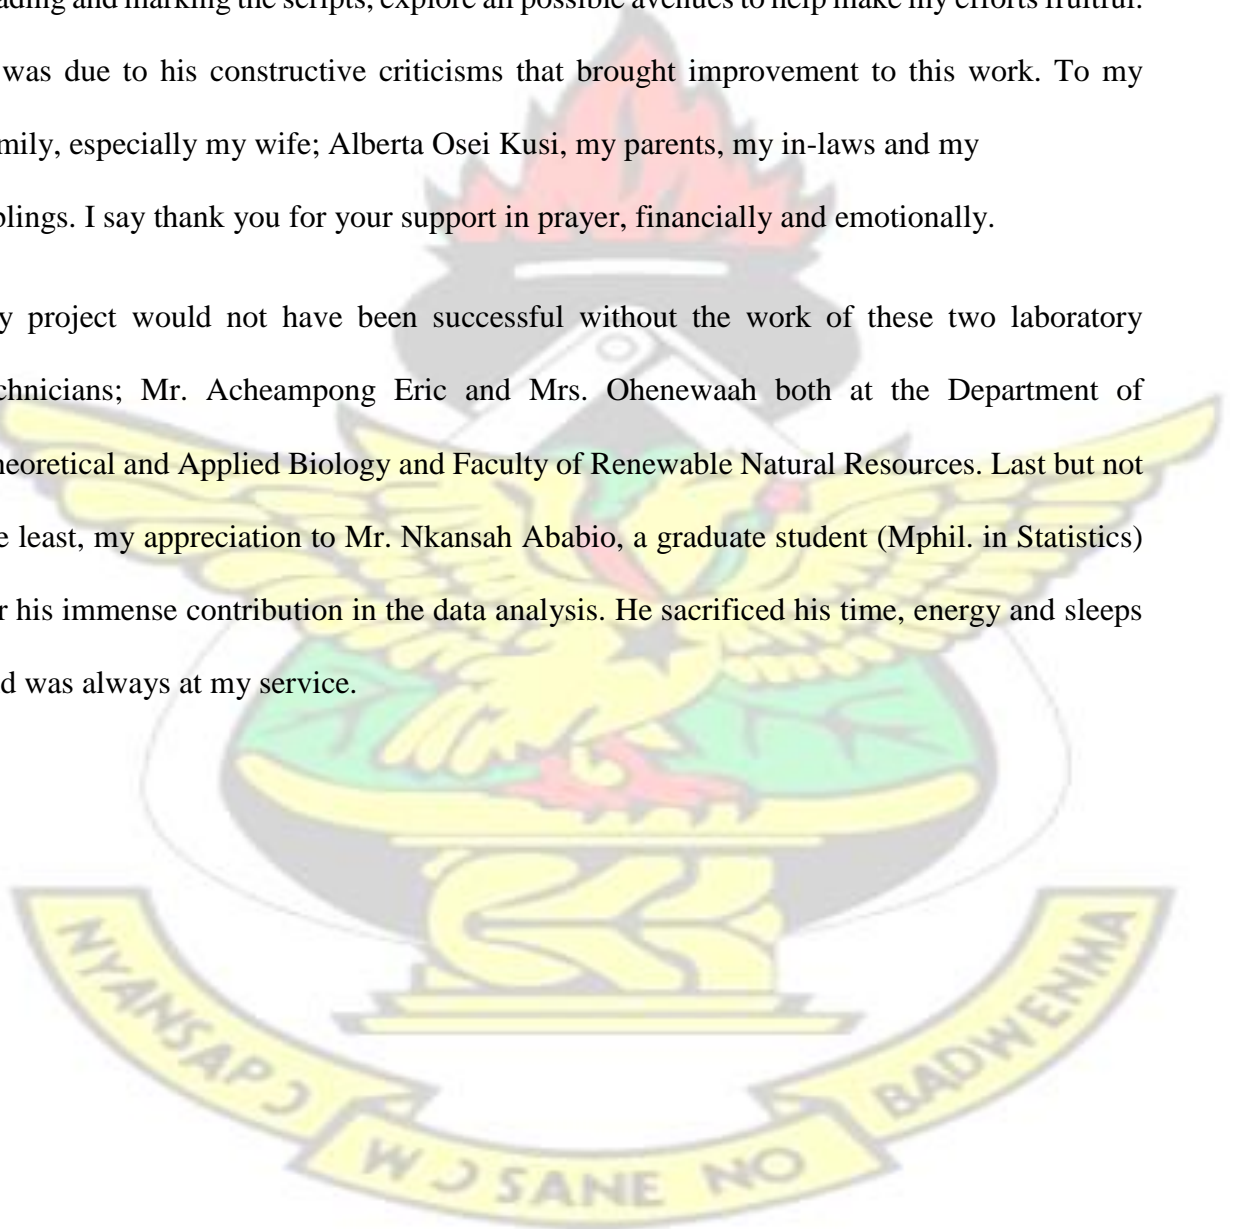 ading and marking the scripts, explore all possible avenues to help make my efforts fruitful.
was due to his constructive criticisms that brought improvement to this work. To my
mily, especially my wife; Alberta Osei Kusi, my parents, my in-laws and my
blings. I say thank you for your support in prayer, financially and emotionally.
y project would not have been successful without the work of these two laboratory
chnicians; Mr. Acheampong Eric and Mrs. Ohenewaah both at the Department of
heoretical and Applied Biology and Faculty of Renewable Natural Resources. Last but not
e least, my appreciation to Mr. Nkansah Ababio, a graduate student (Mphil. in Statistics)
r his immense contribution in the data analysis. He sacrificed his time, energy and sleeps
d was always at my service.
NYANSAPƆ
WƆSANE NO
BADWENMA